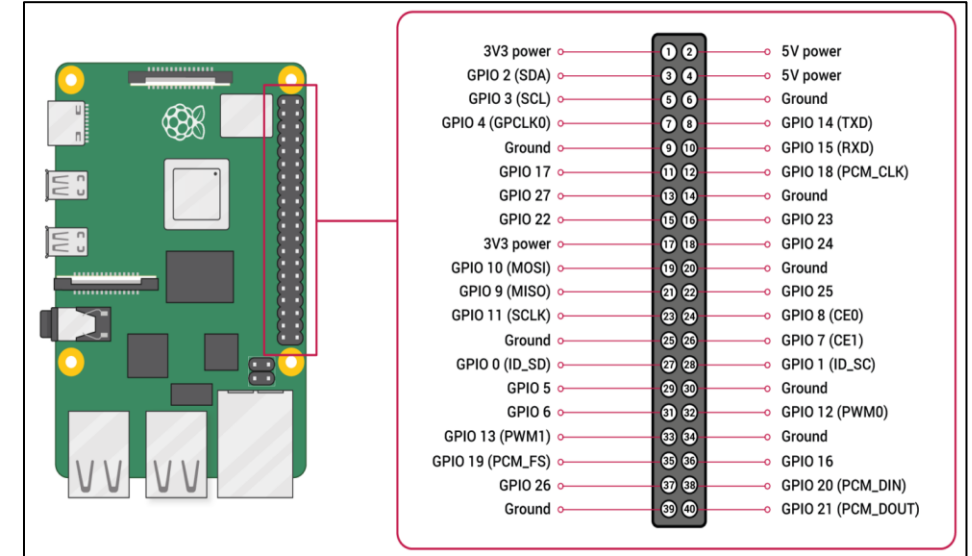 3V3 power 1 2 5V power
GPIO 2 (SDA) 3 4 5V power
GPIO 3 (SCL) 5 6 Ground
GPIO 4 (GPCLK0) 7 8 GPIO 14 (TXD)
Ground 9 10 GPIO 15 (RXD)
GPIO 17 11 12 GPIO 18 (PCM_CLK)
GPIO 27 13 14 Ground
GPIO 22 15 16 GPIO 23
3V3 power 17 18 GPIO 24
GPIO 10 (MOSI) 19 20 Ground
GPIO 9 (MISO) 21 22 GPIO 25
GPIO 11 (SCLK) 23 24 GPIO 8 (CE0)
Ground 25 26 GPIO 7 (CE1)
GPIO 0 (ID_SD) 27 28 GPIO 1 (ID_SC)
GPIO 5 29 30 Ground
GPIO 6 31 32 GPIO 12 (PWM0)
GPIO 13 (PWM1) 33 34 Ground
GPIO 19 (PCM_FS) 35 36 GPIO 16
GPIO 26 37 38 GPIO 20 (PCM_DIN)
Ground 39 40 GPIO 21 (PCM_DOUT)